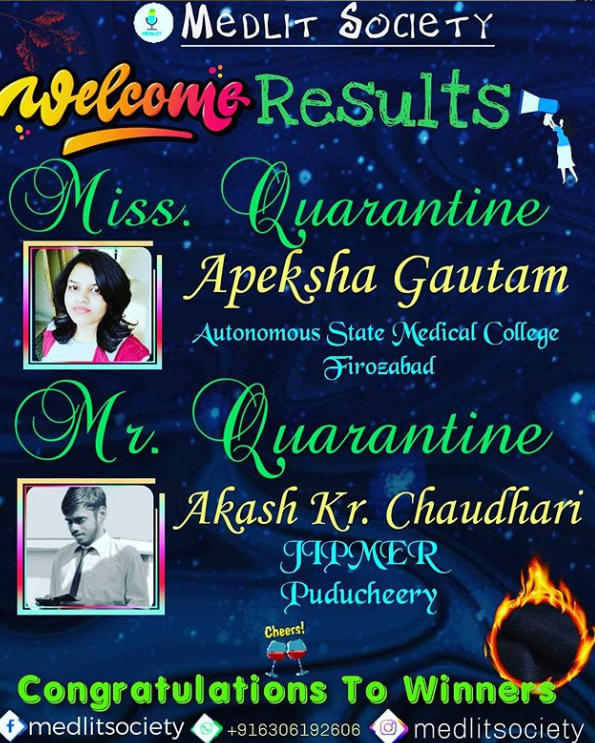 MEDLIT SOCIETY
MEDLIT
Welcome Results
Miss. Quarantine
Apeksha Gautam
Autonomous State Medical College
Firozabad
Mr. Quarantine
Akash Kr. Chaudhari
JIPMER
Puducheery
Cheers!
Congratulations To Winners
medlitsociety +916306192606 medlitsociety